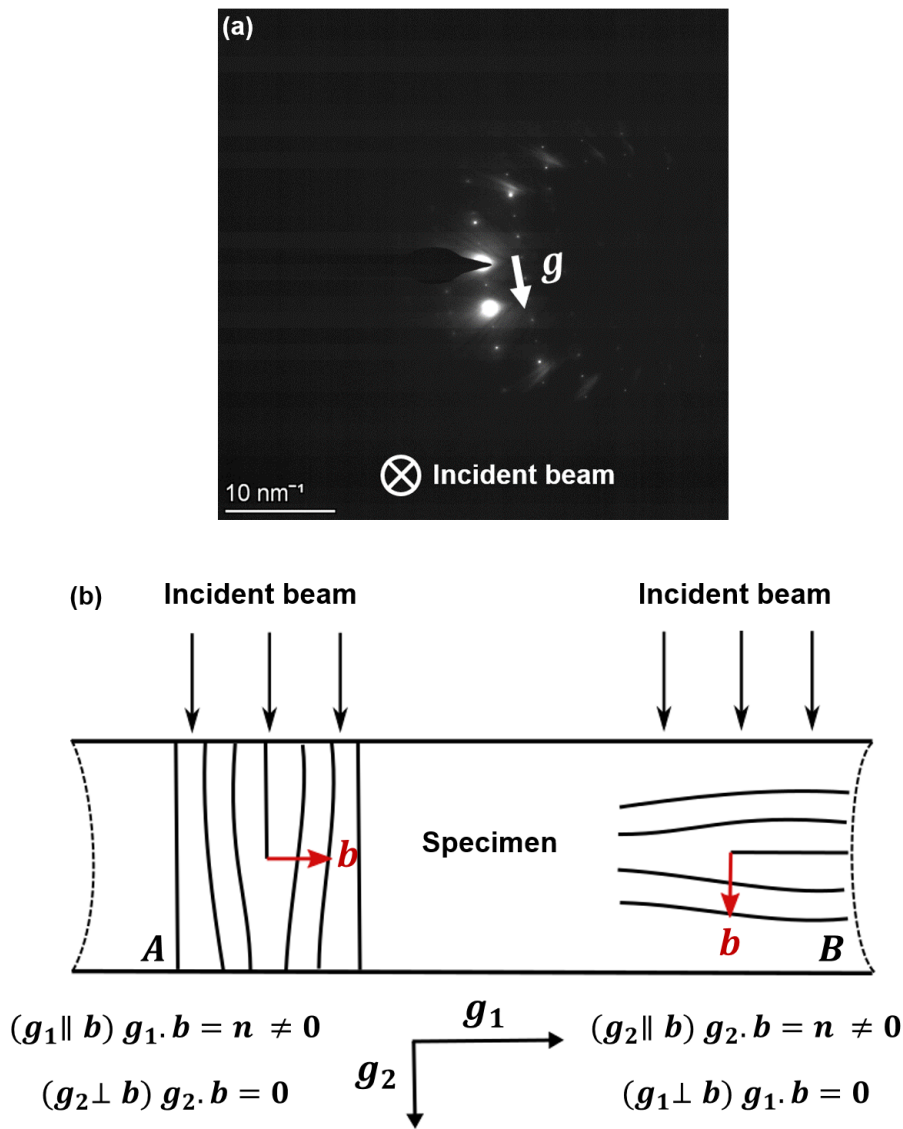 (a)
g
Incident beam
10 nm⁻¹
(b)
Incident beam
Incident beam
b
Specimen
A
b
B
(g₁∥ b) g₁. b = n ≠ 0
g₁
(g₂∥ b) g₂. b = n ≠ 0
(g₂⊥ b) g₂. b = 0
g₂
(g₁⊥ b) g₁. b = 0